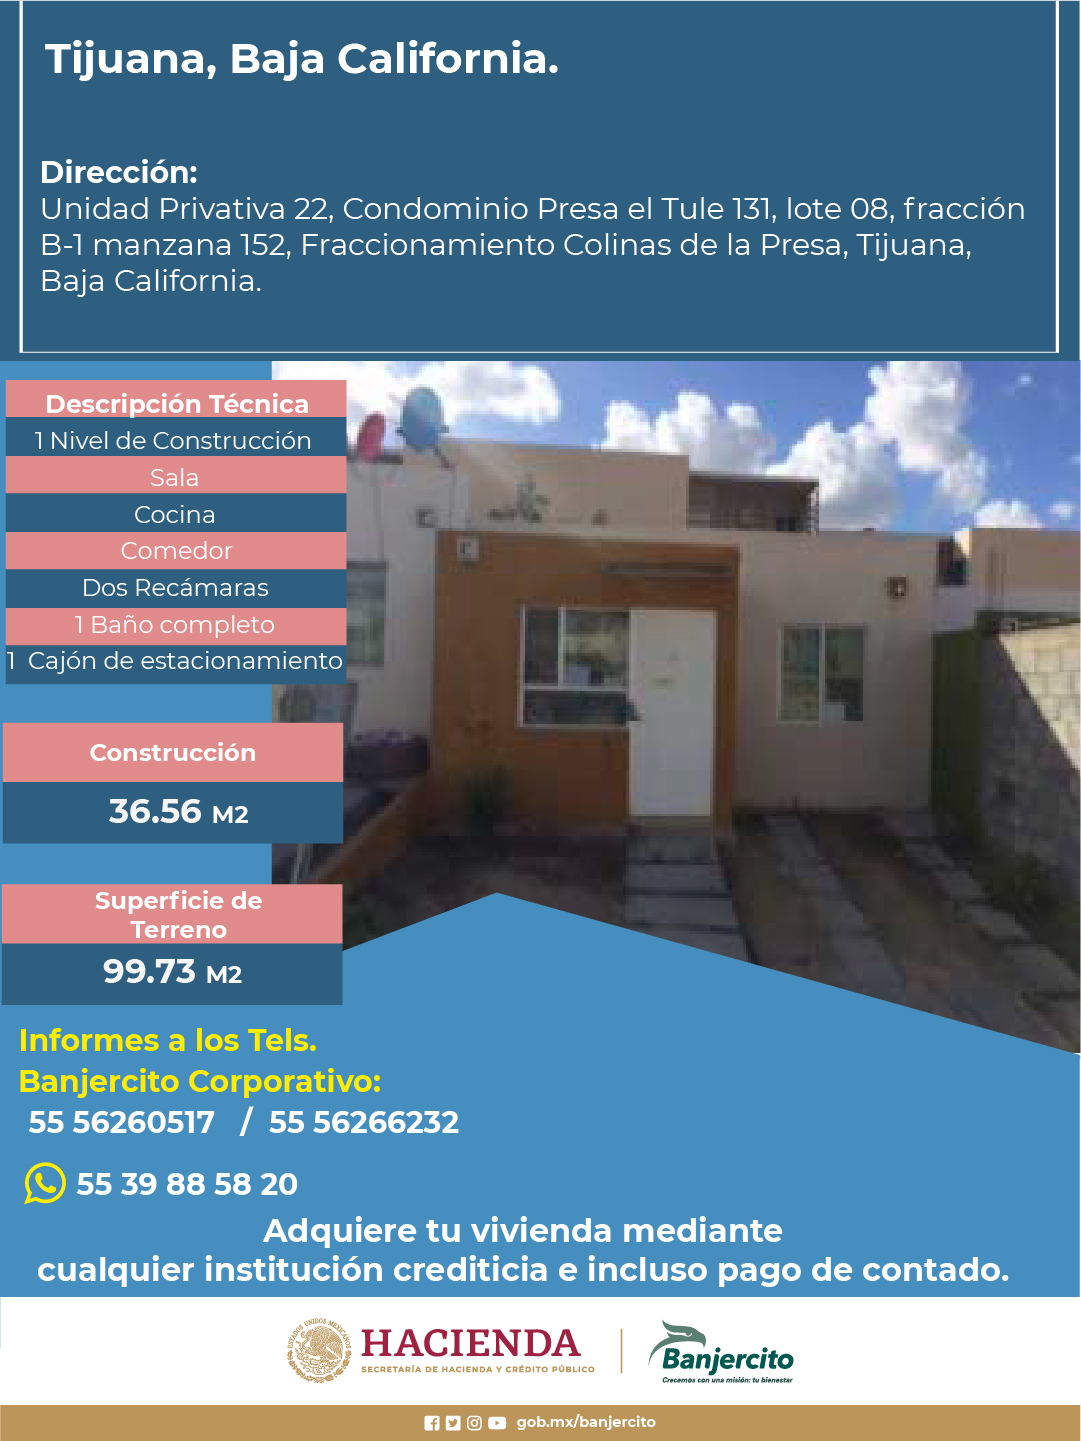 Tijuana, Baja California.
Dirección:
Unidad Privativa 22, Condominio Presa el Tule 131, lote 08, fracción
B-1 manzana 152, Fraccionamiento Colinas de la Presa, Tijuana,
Baja California.
Descripción Técnica
1 Nivel de Construcción
Sala
Cocina
Comedor
Dos Recámaras
1 Baño completo
1 Cajón de estacionamiento
Construcción
36.56 M2
Superficie de
Terreno
99.73 M2
Informes a los Tels.
Banjercito Corporativo:
55 56260517 / 55 56266232
55 39 88 58 20
Adquiere tu vivienda mediante
cualquier institución crediticia e incluso pago de contado.
ESTADOS UNIDOS MEXICANOS
HACIENDA
SECRETARÍA DE HACIENDA Y CRÉDITO PÚBLICO
Banjercito
Crecemos con una misión: tu bienestar
gob.mx/banjercito